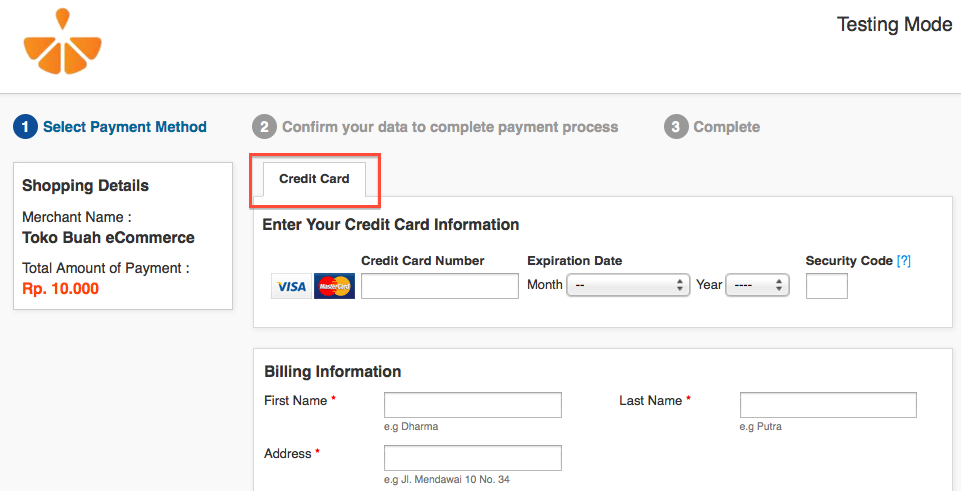 Testing Mode
1 Select Payment Method 2 Confirm your data to complete payment process 3 Complete
Shopping Details
Merchant Name :
Toko Buah eCommerce
Total Amount of Payment :
Rp. 10.000
Credit Card
Enter Your Credit Card Information
Credit Card Number Expiration Date Security Code [?]
VISA MasterCard Month -- Year ----
Billing Information
First Name * Last Name *
e.g Dharma e.g Putra
Address *
e.g Jl. Mendawai 10 No. 34